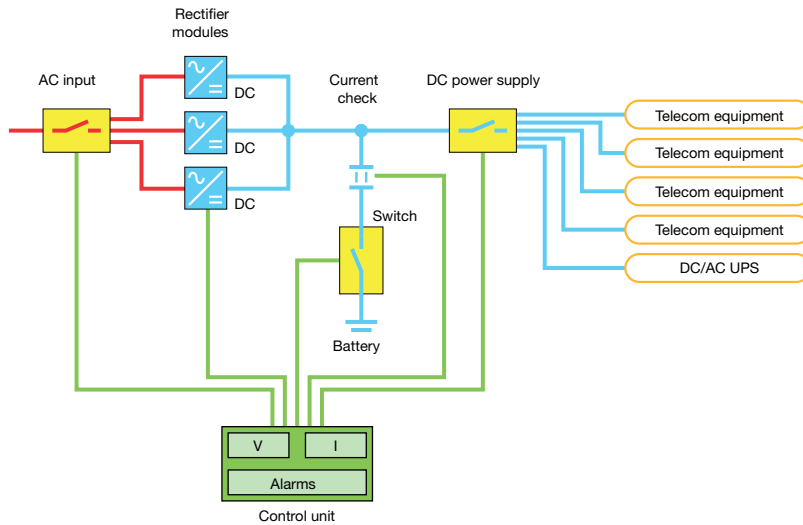 Rectifier
modules
AC input
Current
check
DC power supply
DC
DC
DC
Telecom equipment
Telecom equipment
Telecom equipment
Telecom equipment
DC/AC UPS
Switch
Battery
V
I
Alarms
Control unit